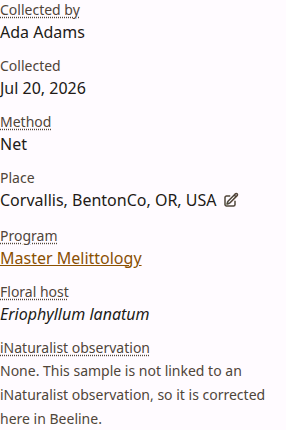 Collected by
Ada Adams
Collected
Jul 20, 2026
Method
Net
Place
Corvallis, BentonCo, OR, USA
Program
Master Melittology
Floral host
Eriophyllum lanatum
iNaturalist observation
None. This sample is not linked to an
iNaturalist observation, so it is corrected
here in Beeline.